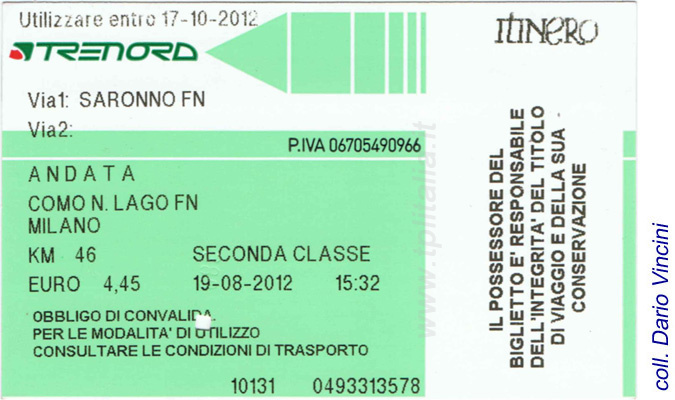 Utilizzare entro 17-10-2012
TRENORD
ITINERO
Via1: SARONNO FN
Via2:
P.IVA 06705490966
ANDATA
COMO N. LAGO FN
MILANO
KM 46 SECONDA CLASSE
EURO 4,45 19-08-2012 15:32
OBBLIGO DI CONVALIDA.
PER LE MODALITA' DI UTILIZZO
CONSULTARE LE CONDIZIONI DI TRASPORTO
10131 0493313578
IL POSSESSORE DEL
BIGLIETTO E' RESPONSABILE
DELL'INTEGRITA' DEL TITOLO
DI VIAGGIO E DELLA SUA
CONSERVAZIONE
www.tplitalia.it
coll. Dario Vincini